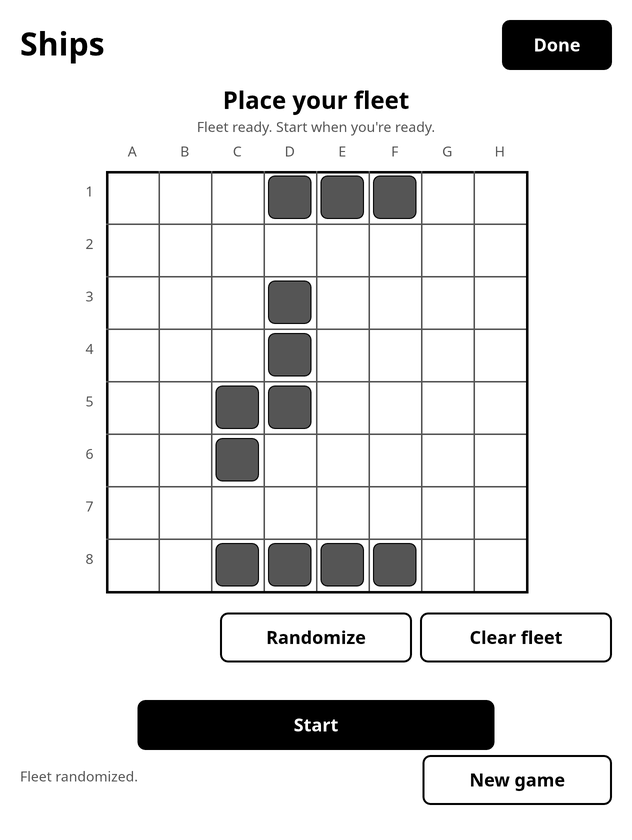 Ships
Done
Place your fleet
Fleet ready. Start when you're ready.
A B C D E F G H
1
2
3
4
5
6
7
8
Randomize
Clear fleet
Start
Fleet randomized.
New game